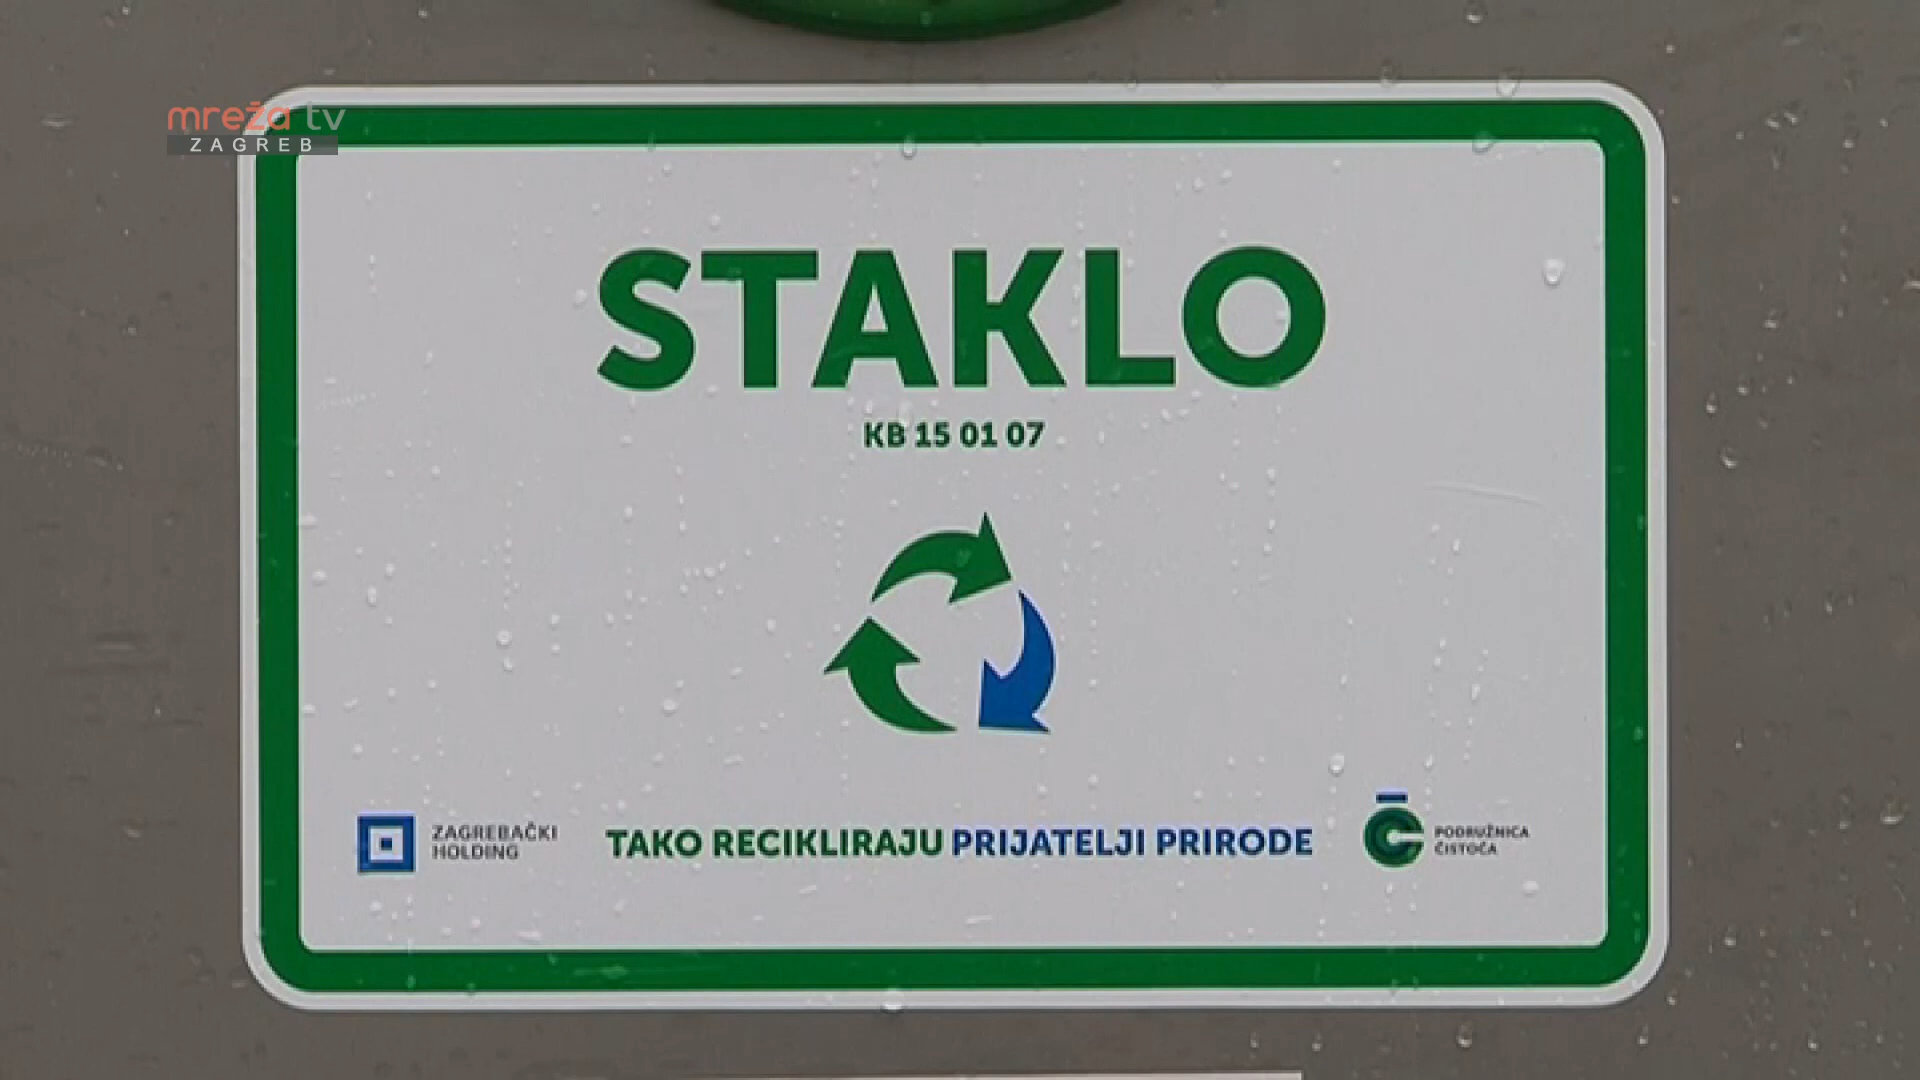 mreža tv
ZAGREB
STAKLO
KB 15 01 07
ZAGREBAČKI
HOLDING
TAKO RECIKLIRAJU PRIJATELJI PRIRODE
PODRUŽNICA
ČISTOĆA